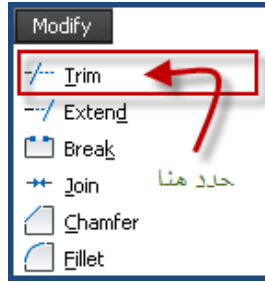 Modify
Trim
Extend
Break
حدد هنا
Join
Chamfer
Fillet